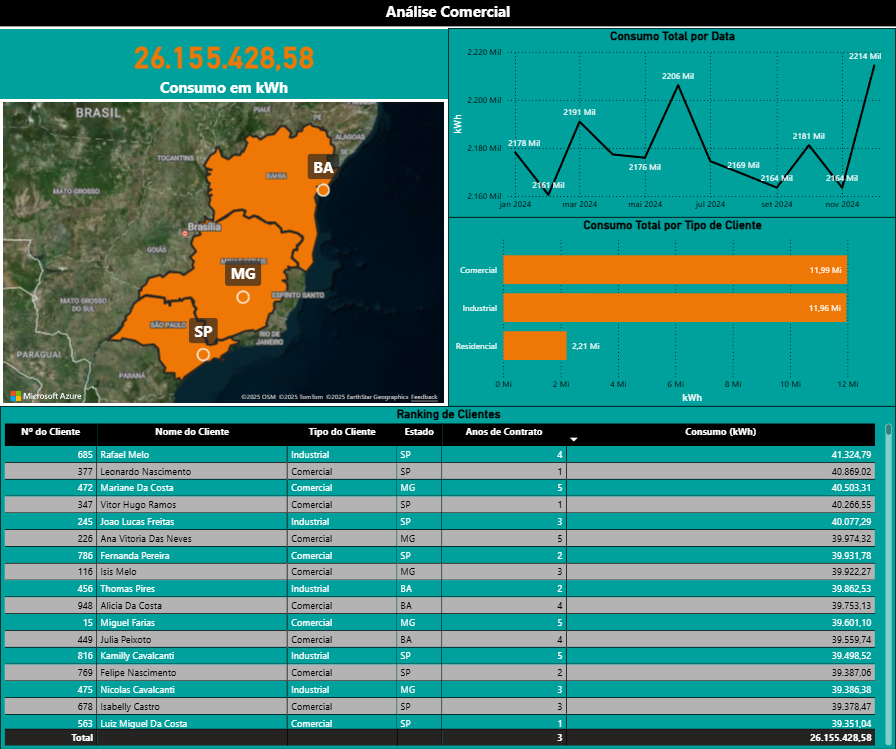 Análise Comercial
26.155.428,58
Consumo em kWh
BRASIL
PIAUÍ
PE
ALAGOAS
TOCANTINS
BA
BAHIA
MATO GROSSO
Brasília
GOIÁS
MG
MATO GROSSO
DO SUL
ESPÍRITO SANTO
SÃO PAULO
SP
RIO DE
JANEIRO
PARAGUAI
PARANÁ
Microsoft Azure
©2025 OSM ©2025 TomTom ©2025 EarthStar Geographics Feedback
Consumo Total por Data
2.220 Mil
2.200 Mil
2.180 Mil
2.160 Mil
kWh
2178 Mil
2161 Mil
2191 Mil
2176 Mil
2206 Mil
2169 Mil
2164 Mil
2181 Mil
2164 Mil
2214 Mil
jan 2024
mar 2024
mai 2024
jul 2024
set 2024
nov 2024
Consumo Total por Tipo de Cliente
Comercial 11,99 Mi
Industrial 11,96 Mi
Residencial 2,21 Mi
0 Mi 2 Mi 4 Mi 6 Mi 8 Mi 10 Mi 12 Mi
kWh
Ranking de Clientes
Nº do Cliente Nome do Cliente Tipo do Cliente Estado Anos de Contrato Consumo (kWh)
685 Rafael Melo Industrial SP 4 41.324,79
377 Leonardo Nascimento Comercial SP 1 40.869,02
472 Mariane Da Costa Comercial MG 5 40.503,31
347 Vitor Hugo Ramos Comercial SP 1 40.266,55
245 Joao Lucas Freitas Industrial SP 3 40.077,29
226 Ana Vitoria Das Neves Comercial MG 5 39.974,32
786 Fernanda Pereira Comercial SP 2 39.931,78
116 Isis Melo Comercial MG 3 39.922,27
456 Thomas Pires Industrial BA 2 39.862,53
948 Alicia Da Costa Comercial BA 4 39.753,13
15 Miguel Farias Comercial MG 5 39.601,10
449 Julia Peixoto Comercial BA 4 39.559,74
816 Kamilly Cavalcanti Industrial SP 5 39.498,52
769 Felipe Nascimento Comercial SP 2 39.387,06
475 Nicolas Cavalcanti Industrial MG 3 39.386,38
678 Isabelly Castro Comercial SP 3 39.378,47
563 Luiz Miguel Da Costa Comercial SP 1 39.351,04
Total 3 26.155.428,58